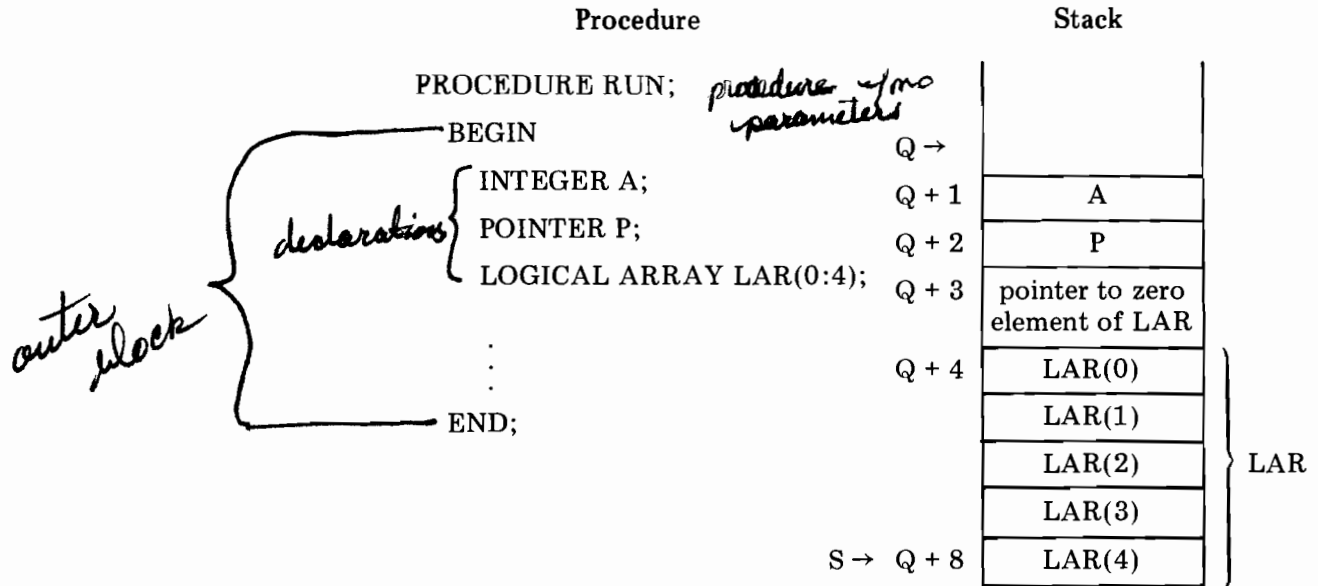 Procedure Stack
PROCEDURE RUN; procedure w/no
parameters
BEGIN
Q →
INTEGER A; Q + 1 A
declarations POINTER P; Q + 2 P
LOGICAL ARRAY LAR(0:4); Q + 3 pointer to zero
element of LAR
outer
block
Q + 4 LAR(0)
.
.
.
END; LAR(1)
LAR(2) LAR
LAR(3)
S → Q + 8 LAR(4)